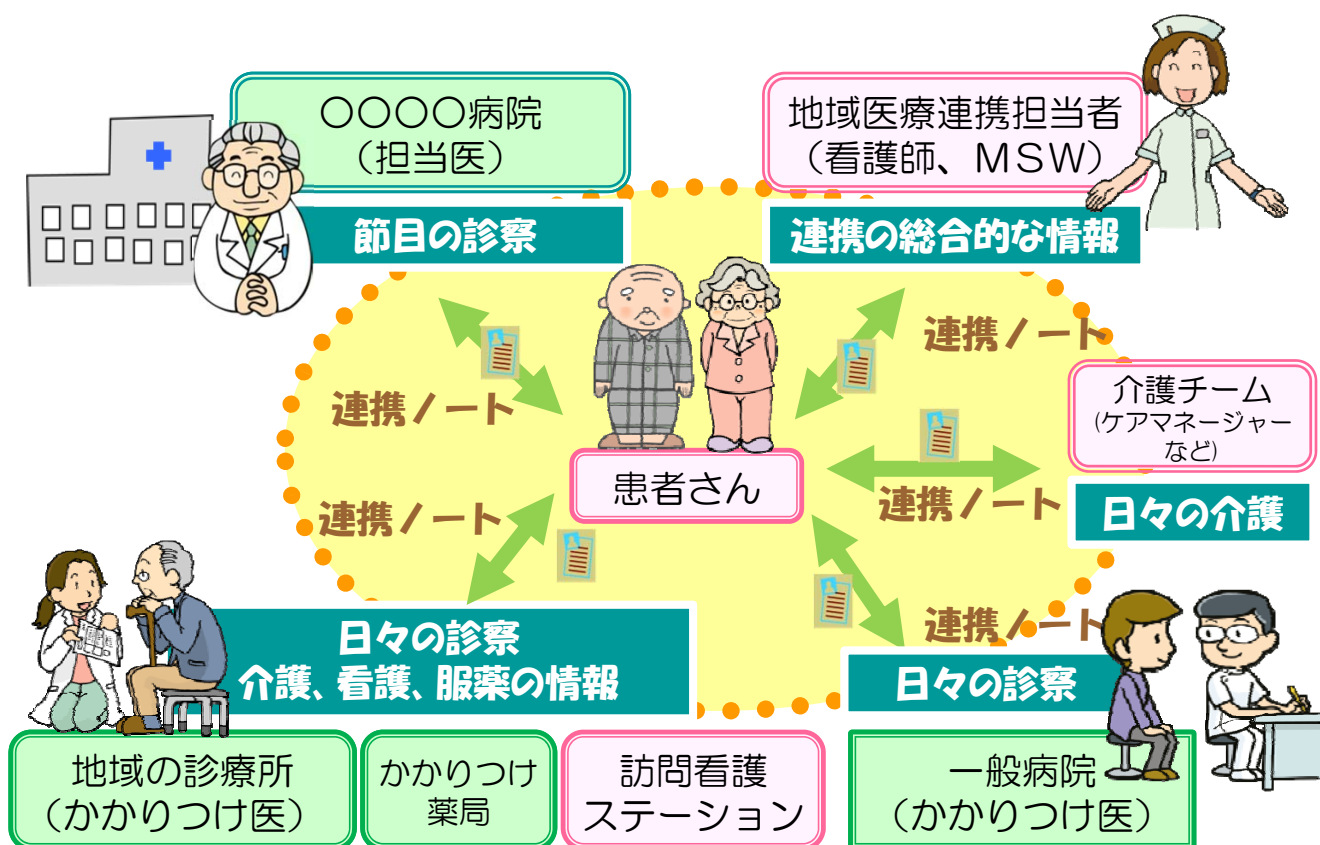 〇〇〇〇病院
（担当医）
地域医療連携担当者
（看護師、ＭＳＷ）
節目の診察
連携の総合的な情報
連携ノート
連携ノート
介護チーム
(ケアマネージャー
など)
患者さん
連携ノート
連携ノート
日々の介護
連携ノート
日々の診察
介護、看護、服薬の情報
日々の診察
地域の診療所
（かかりつけ医）
かかりつけ
薬局
訪問看護
ステーション
一般病院
（かかりつけ医）